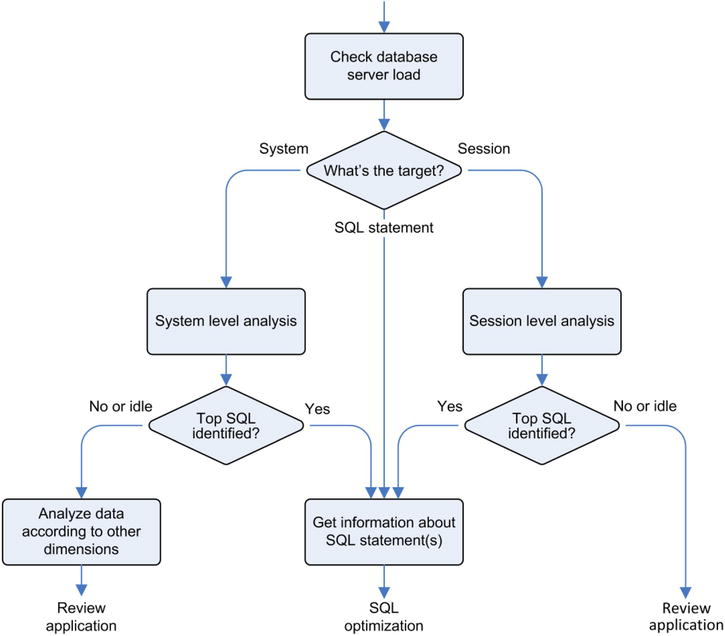 Check database
server load
System
Session
What's the target?
SQL statement
System level analysis
Session level analysis
No or idle
Top SQL
identified?
Yes
Yes
Top SQL
identified?
No or idle
Analyze data
according to other
dimensions
Get information about
SQL statement(s)
Review
application
SQL
optimization
Review
application